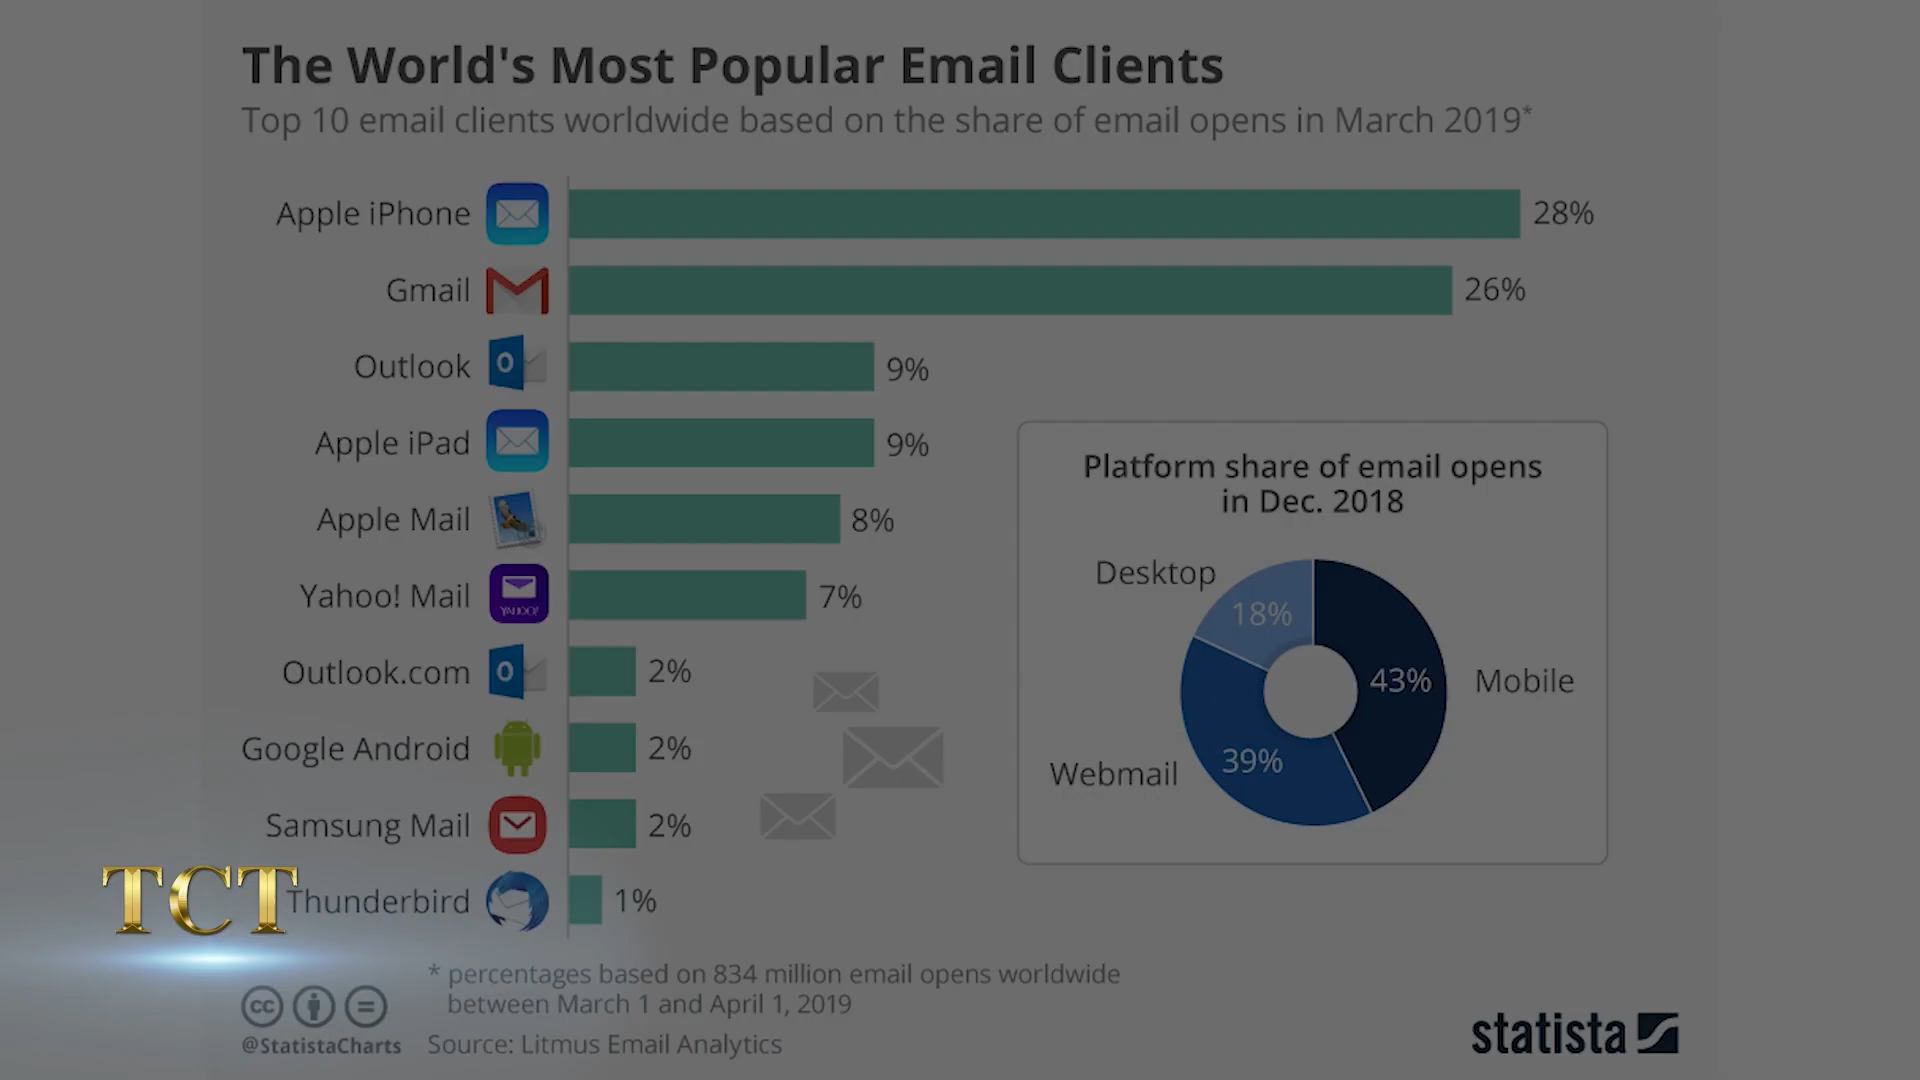 The World's Most Popular Email Clients
Top 10 email clients worldwide based on the share of email opens in March 2019*
Apple iPhone 28%
Gmail 26%
Outlook 9%
Apple iPad 9%
Apple Mail 8%
Yahoo! Mail YAHOO! 7%
Outlook.com 2%
Google Android 2%
Samsung Mail 2%
Thunderbird 1%
Platform share of email opens
in Dec. 2018
Desktop
18%
43%
Mobile
39%
Webmail
TCT
* percentages based on 834 million email opens worldwide
between March 1 and April 1, 2019
cc
@StatistaCharts Source: Litmus Email Analytics
statista